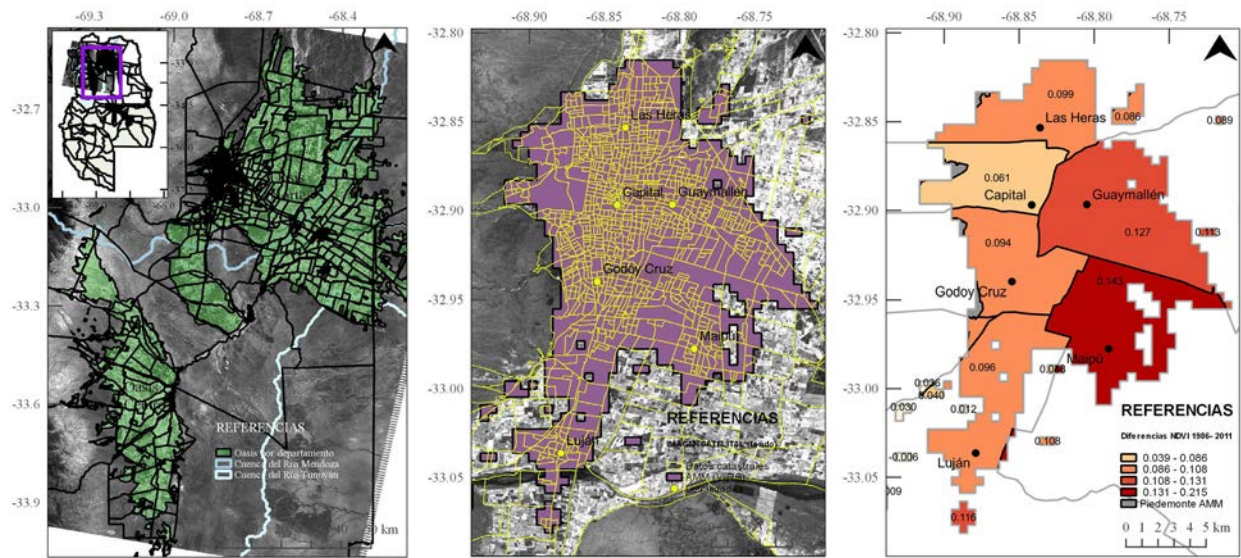 -69.3 -69.0 -68.7 -68.4
-32.7
-33.0
-33.3
-33.6
-33.9
REFERENCIAS
Oasis por departamento
Cuenca del Río Mendoza
Cuenca del Río Tunuyán
km
-68.90 -68.85 -68.80 -68.75
-32.80
-32.85
-32.90
-32.95
-33.00
-33.05
Las Heras
Capital
Guaymallén
Godoy Cruz
Maipú
Luján
REFERENCIAS
Datos catastrales
-68.90 -68.85 -68.80 -68.75
-32.80
-32.85
-32.90
-32.95
-33.00
-33.05
0.099
Las Heras
0.086
0.089
0.061
Capital
Guaymallén
0.127
0.113
0.094
Godoy Cruz
0.143
Maipú
0.096
0.040
-0.030
0.012
0.108
-0.006
Luján
0.116
REFERENCIAS
Diferencias NDVI 1986- 2011
0.039 - 0.086
0.086 - 0.108
0.108 - 0.131
0.131 - 0.215
Piedemonte AMM
0 1 2 3 4 5 km